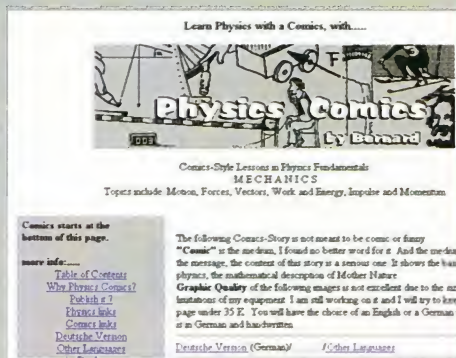 Learn Physics with a Comics, with.....
F
Physics Comics
by Bernard
Comics-Style Lessons in Physics Fundamentals
MECHANICS
Topics include Motion, Forces, Vectors, Work and Energy, Impulse and Momentum
Comics starts at the
bottom of this page.
more info:.....
Table of Contents
Why Physics Comics?
Publish it ?
Physics links
Comics links
Deutsche Version
Other Languages
The following Comics-Story is not meant to be comic or funny
"Comic" is the medium, I found no better word for it. And the
the message, the content of this story is a serious one. It shows the
physics, the mathematical description of Mother Nature
Graphic Quality of the following images is not excellent due to the
limitations of my equipment. I am still working on it and I will try to
page under 35 K. You will have the choice of an English or a German
is in German and handwritten.
Deutsche Version (German)/ /Other Languages